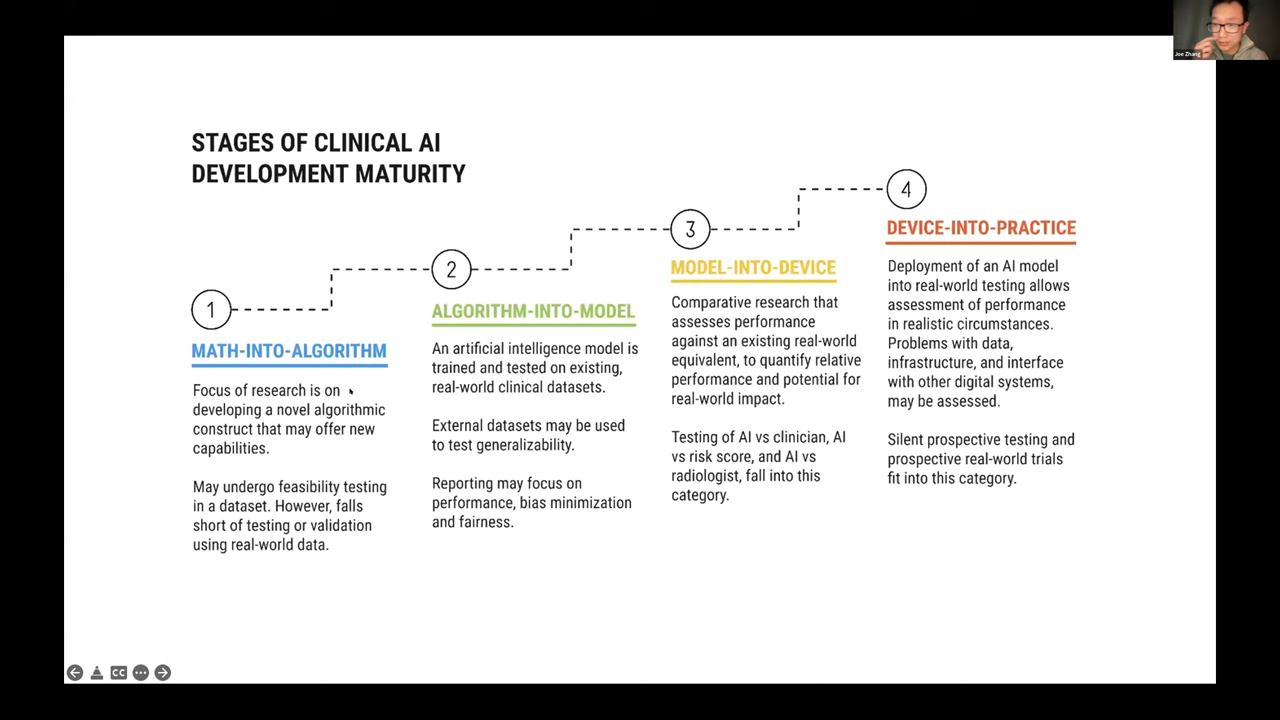 Joe Zhang
STAGES OF CLINICAL AI
DEVELOPMENT MATURITY
1
MATH-INTO-ALGORITHM
Focus of research is on
developing a novel algorithmic
construct that may offer new
capabilities.
May undergo feasibility testing
in a dataset. However, falls
short of testing or validation
using real-world data.
2
ALGORITHM-INTO-MODEL
An artificial intelligence model is
trained and tested on existing,
real-world clinical datasets.
External datasets may be used
to test generalizability.
Reporting may focus on
performance, bias minimization
and fairness.
3
MODEL-INTO-DEVICE
Comparative research that
assesses performance
against an existing real-world
equivalent, to quantify relative
performance and potential for
real-world impact.
Testing of AI vs clinician, AI
vs risk score, and AI vs
radiologist, fall into this
category.
4
DEVICE-INTO-PRACTICE
Deployment of an AI model
into real-world testing allows
assessment of performance
in realistic circumstances.
Problems with data,
infrastructure, and interface
with other digital systems,
may be assessed.
Silent prospective testing and
prospective real-world trials
fit into this category.
CC